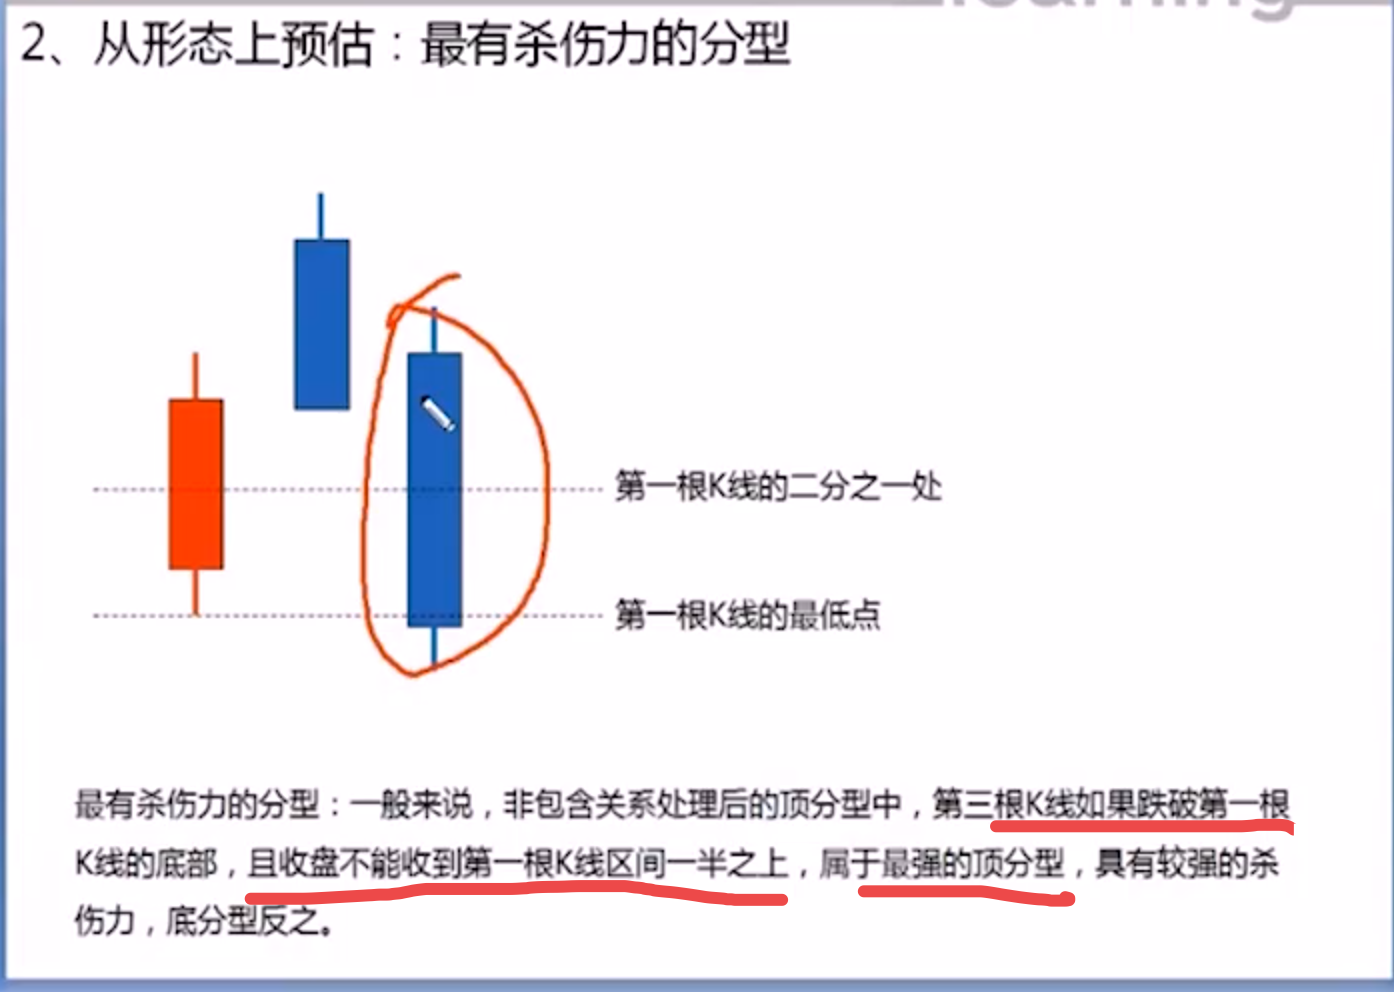 2、从形态上预估：最有杀伤力的分型
第一根K线的二分之一处
第一根K线的最低点
最有杀伤力的分型：一般来说，非包含关系处理后的顶分型中，第三根K线如果跌破第一根
K线的底部，且收盘不能收到第一根K线区间一半之上，属于最强的顶分型，具有较强的杀
伤力，底分型反之。